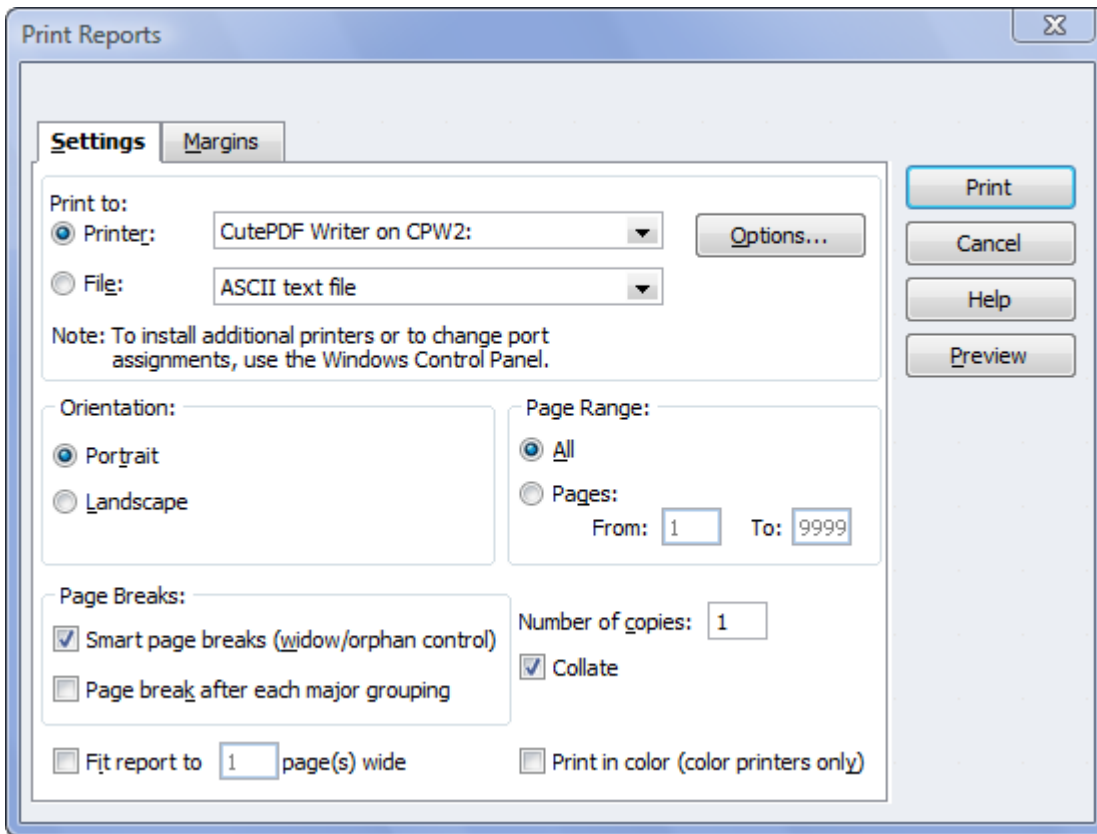 Print Reports
Settings
Margins
Print to:
Printer:
CutePDF Writer on CPW2:
Options...
File:
ASCII text file
Note: To install additional printers or to change port
assignments, use the Windows Control Panel.
Print
Cancel
Help
Preview
Orientation:
Portrait
Landscape
Page Range:
All
Pages:
From: 1 To: 9999
Page Breaks:
Smart page breaks (widow/orphan control)
Page break after each major grouping
Number of copies: 1
Collate
Fit report to 1 page(s) wide
Print in color (color printers only)